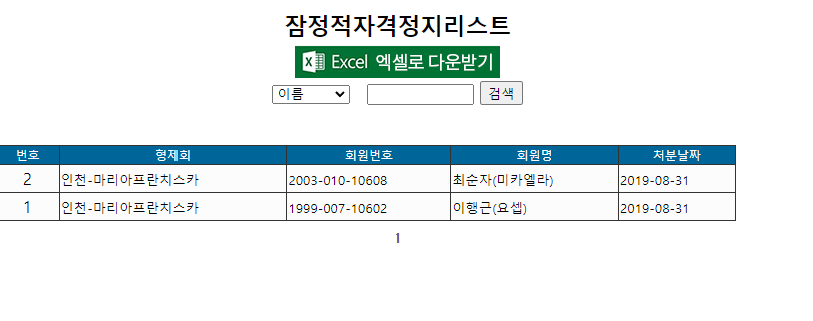 잠정적자격정지리스트
Excel 엑셀로 다운받기
이름 검색
번호 형제회 회원번호 회원명 처분날짜
2 인천-마리아프란치스카 2003-010-10608 최순자(미카엘라) 2019-08-31
1 인천-마리아프란치스카 1999-007-10602 이행근(요셉) 2019-08-31
1